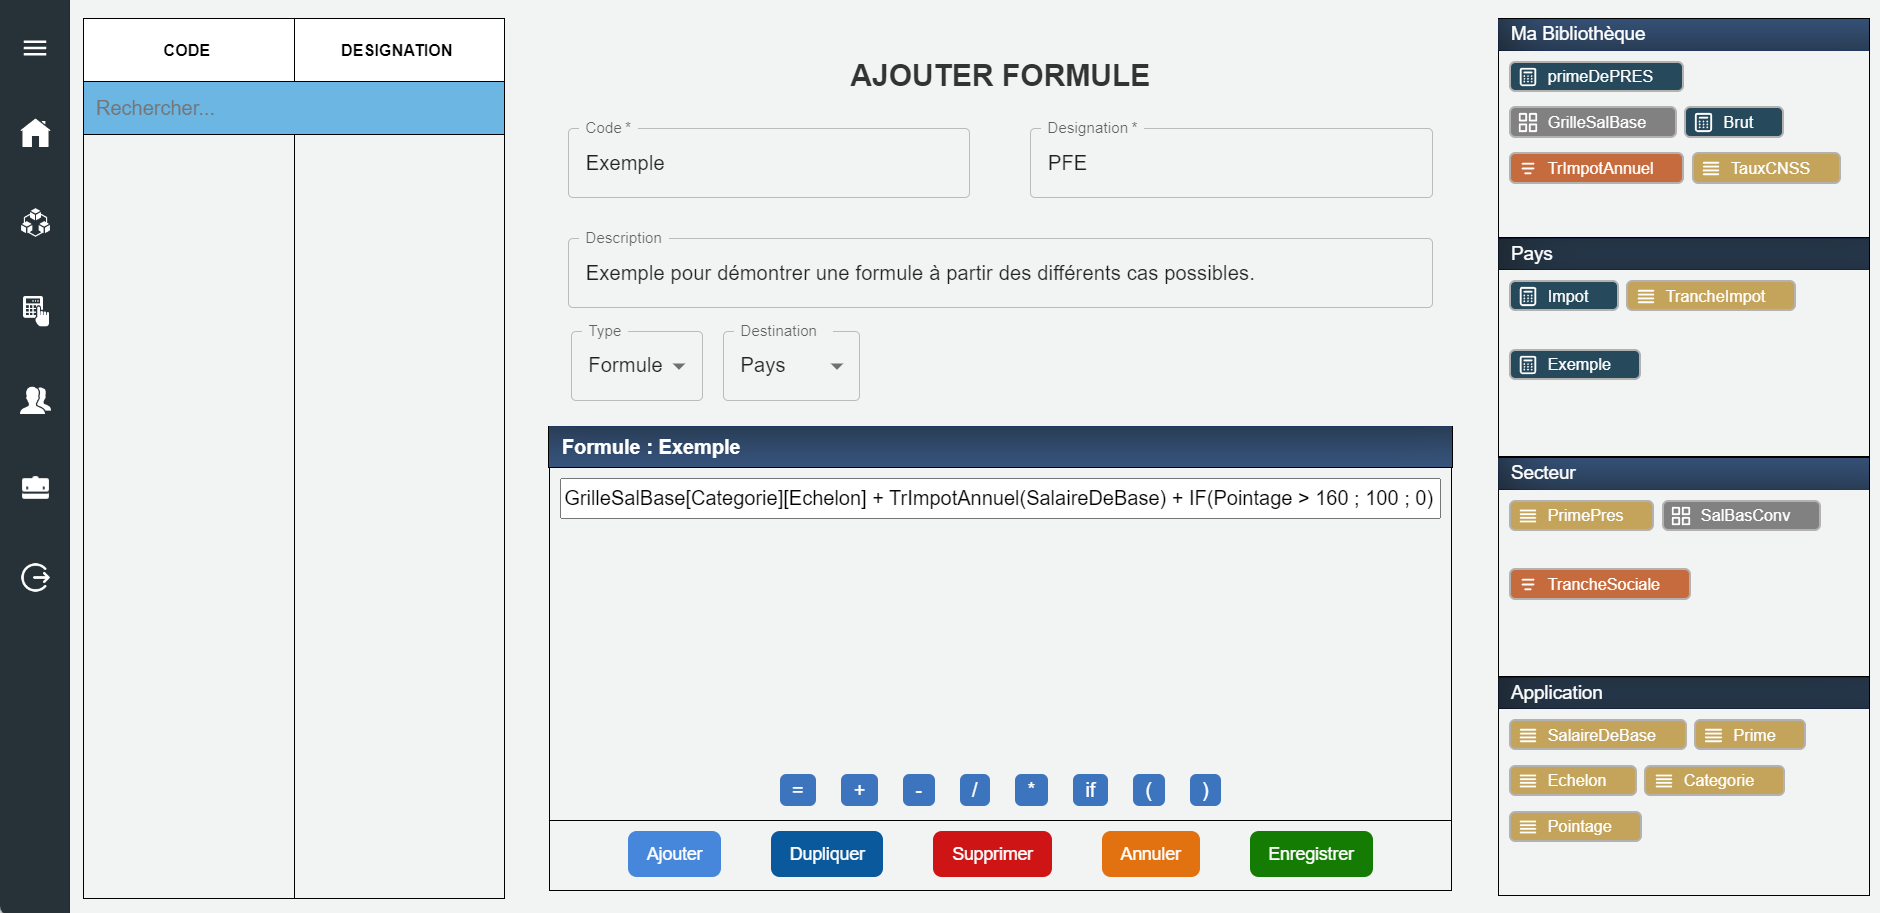 CODE DESIGNATION
Rechercher...
AJOUTER FORMULE
Code *
Exemple
Designation *
PFE
Description
Exemple pour démontrer une formule à partir des différents cas possibles.
Type
Formule
Destination
Pays
Formule : Exemple
GrilleSalBase[Categorie][Echelon] + TrImpotAnnuel(SalaireDeBase) + IF(Pointage > 160 ; 100 ; 0)
= + - / * if ( )
Ajouter Dupliquer Supprimer Annuler Enregistrer
Ma Bibliothèque
primeDePRES
GrilleSalBase Brut
TrImpotAnnuel TauxCNSS
Pays
Impot TrancheImpot
Exemple
Secteur
PrimePres SalBasConv
TrancheSociale
Application
SalaireDeBase Prime
Echelon Categorie
Pointage